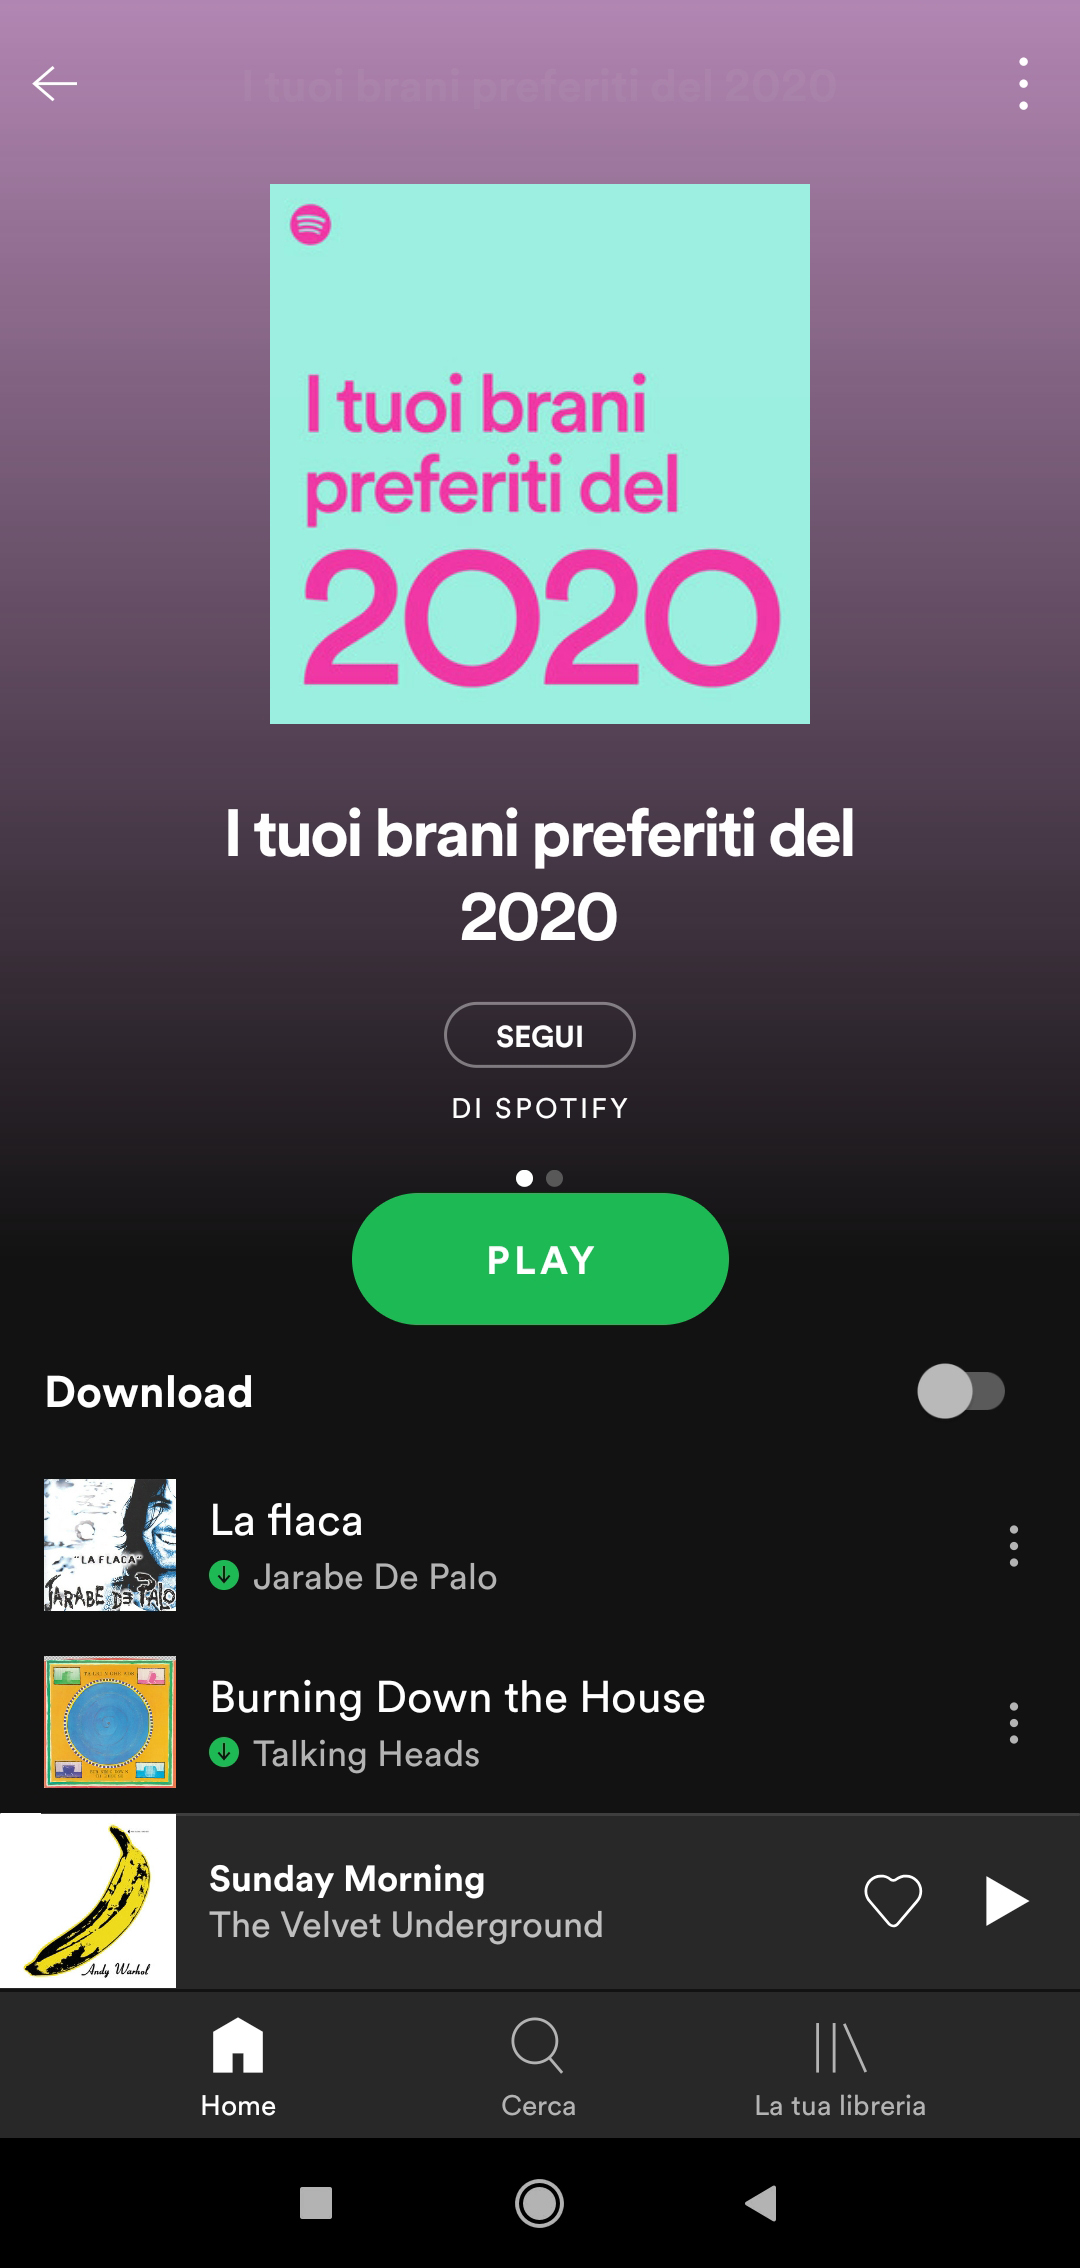 I tuoi brani preferiti del 2020
I tuoi brani
preferiti del
2020
I tuoi brani preferiti del
2020
SEGUI
DI SPOTIFY
PLAY
Download
"LA FLACA"
JARABE DE PALO
La flaca
Jarabe De Palo
TALKING HEADS
Burning Down the House
Talking Heads
Andy Warhol
Sunday Morning
The Velvet Underground
Home
Cerca
La tua libreria